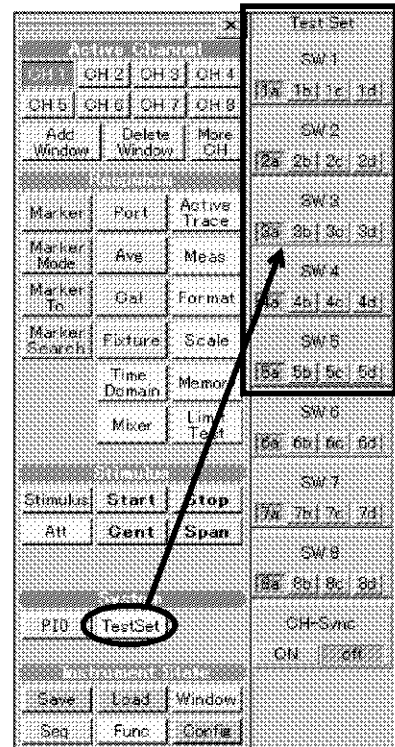 ×
Active Channel
CH 1 CH 2 CH 3 CH 4
CH 5 CH 6 CH 7 CH 8
Add Window Delete Window More CH
Response
Marker Port Active Trace
Marker Mode Avg Meas
Marker To Cal Format
Marker Search Fixture Scale
Time Domain Memory
Mixer Limit Test
Stimulus
Stimulus Start Stop
Att Cent Span
System
PIO TestSet
Instrument State
Save Load Window
Seq Func Config
Test Set
SW 1
1a 1b 1c 1d
SW 2
2a 2b 2c 2d
SW 3
3a 3b 3c 3d
SW 4
4a 4b 4c 4d
SW 5
5a 5b 5c 5d
SW 6
6a 6b 6c 6d
SW 7
7a 7b 7c 7d
SW 8
8a 8b 8c 8d
CH-Sync
ON off